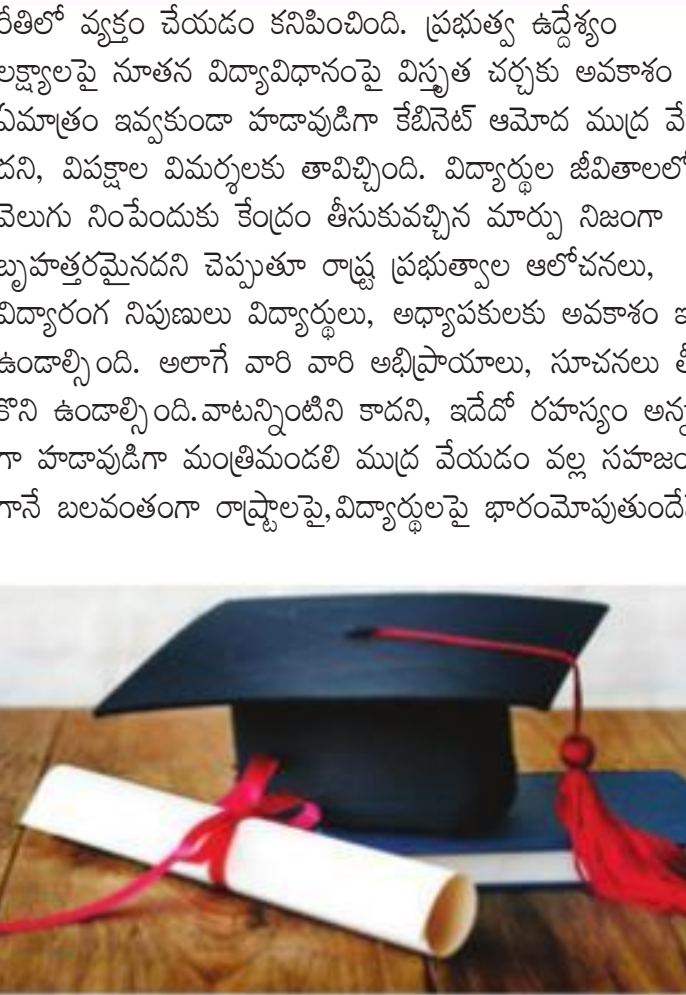 రీతిలో వ్యక్తం చేయడం కనిపించింది. ప్రభుత్వ ఉద్దేశ్యం
లక్ష్యాలపై నూతన విద్యావిధానంపై విస్తృత చర్చకు అవకాశం
ఏమాత్రం ఇవ్వకుండా హడావుడిగా కేబినెట్ ఆమోద ముద్ర వే
దని, విపక్షాల విమర్శలకు తావిచ్చింది. విద్యార్థుల జీవితాలలో
వెలుగు నింపేందుకు కేంద్రం తీసుకువచ్చిన మార్పు నిజంగా
బృహత్తరమైనదని చెప్పుతూ రాష్ట్ర ప్రభుత్వాల ఆలోచనలు,
విద్యారంగ నిపుణులు విద్యార్థులు, అధ్యాపకులకు అవకాశం ఇ
ఉండాల్సింది. అలాగే వారి వారి అభిప్రాయాలు, సూచనలు తీ
కొని ఉండాల్సింది.వాటన్నింటిని కాదని, ఇదేదో రహస్యం అన్న
గా హడావుడిగా మంత్రిమండలి ముద్ర వేయడం వల్ల సహజం
గానే బలవంతంగా రాష్ట్రాలపై,విద్యార్థులపై భారంమోపుతుందే